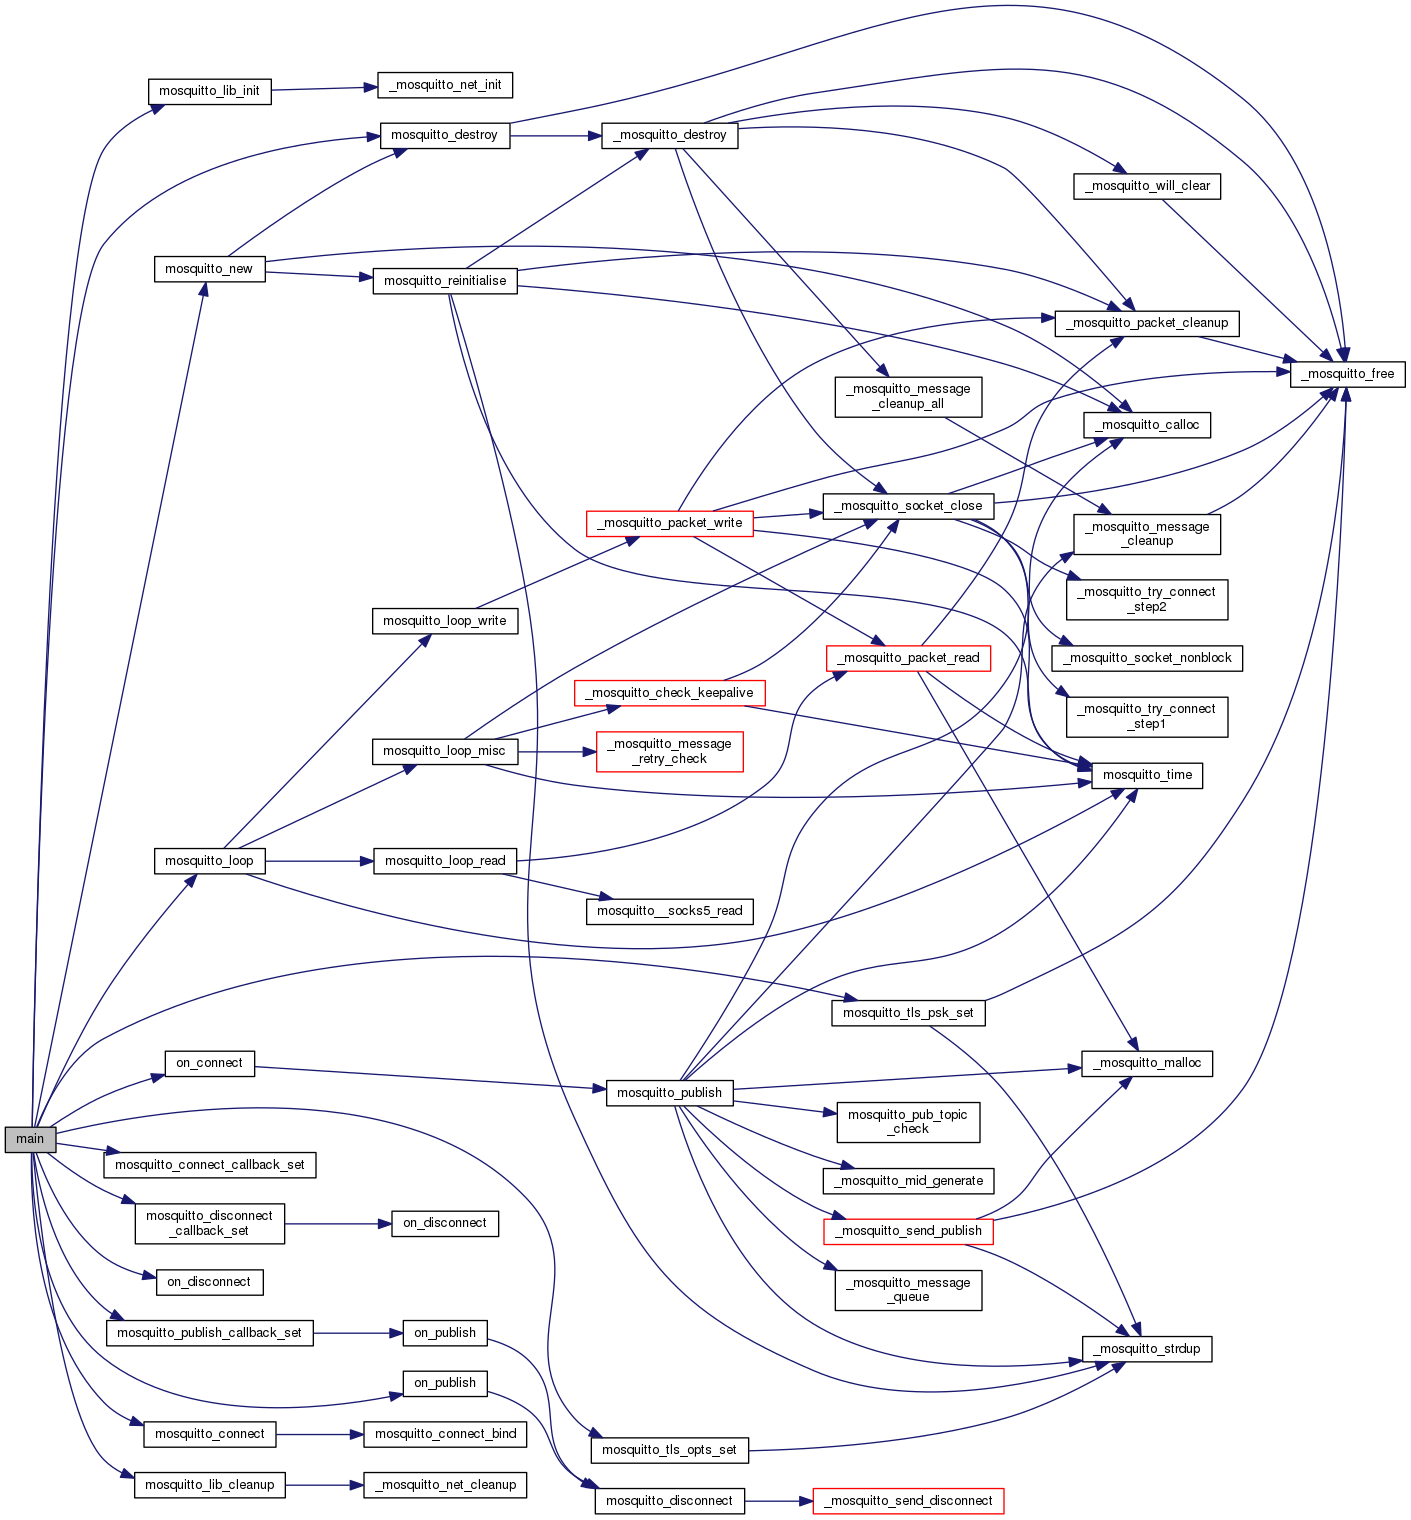 mosquitto_lib_init
_mosquitto_net_init
mosquitto_destroy
_mosquitto_destroy
_mosquitto_will_clear
mosquitto_new
mosquitto_reinitialise
_mosquitto_packet_cleanup
_mosquitto_free
_mosquitto_message
_cleanup_all
_mosquitto_calloc
_mosquitto_packet_write
_mosquitto_socket_close
_mosquitto_message
_cleanup
_mosquitto_try_connect
_step2
mosquitto_loop_write
_mosquitto_packet_read
_mosquitto_socket_nonblock
_mosquitto_check_keepalive
_mosquitto_try_connect
_step1
mosquitto_loop_misc
_mosquitto_message
_retry_check
mosquitto_time
mosquitto_loop
mosquitto_loop_read
mosquitto__socks5_read
mosquitto_tls_psk_set
on_connect
_mosquitto_malloc
mosquitto_publish
mosquitto_pub_topic
_check
main
mosquitto_connect_callback_set
_mosquitto_mid_generate
mosquitto_disconnect
_callback_set
on_disconnect
_mosquitto_send_publish
on_disconnect
_mosquitto_message
_queue
mosquitto_publish_callback_set
on_publish
_mosquitto_strdup
on_publish
mosquitto_connect
mosquitto_connect_bind
mosquitto_tls_opts_set
mosquitto_lib_cleanup
_mosquitto_net_cleanup
mosquitto_disconnect
_mosquitto_send_disconnect